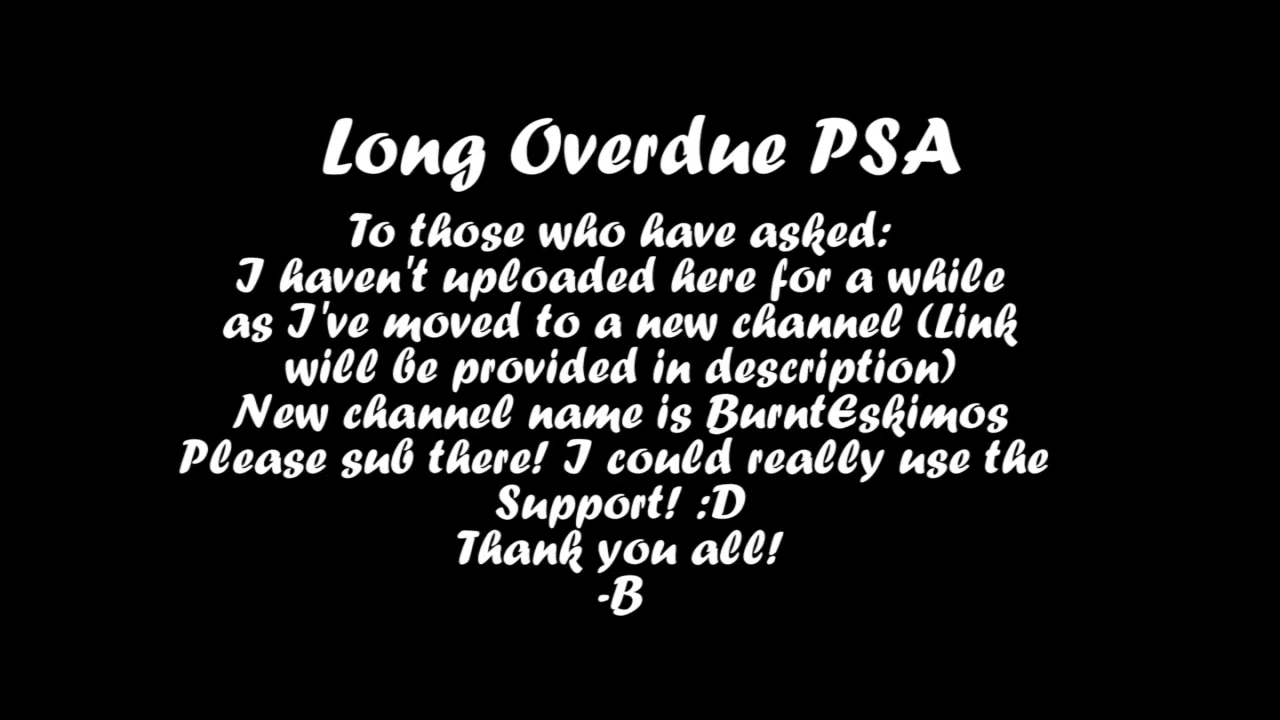 Long Overdue PSA
To those who have asked:
I haven't uploaded here for a while
as I've moved to a new channel (Link
will be provided in description)
New channel name is BurntEskimos
Please sub there! I could really use the
Support! :D
Thank you all!
-B